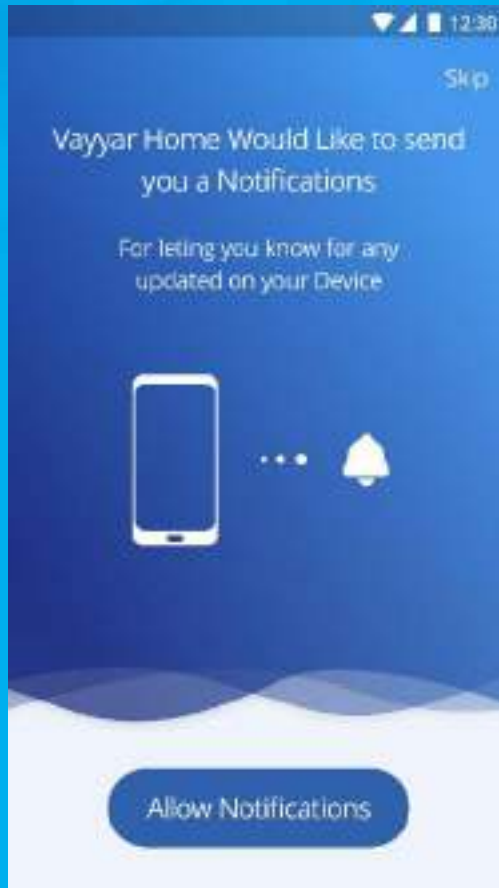 12:30
Skip
Vayyar Home Would Like to send
you a Notifications
For leting you know for any
updated on your Device
Allow Notifications